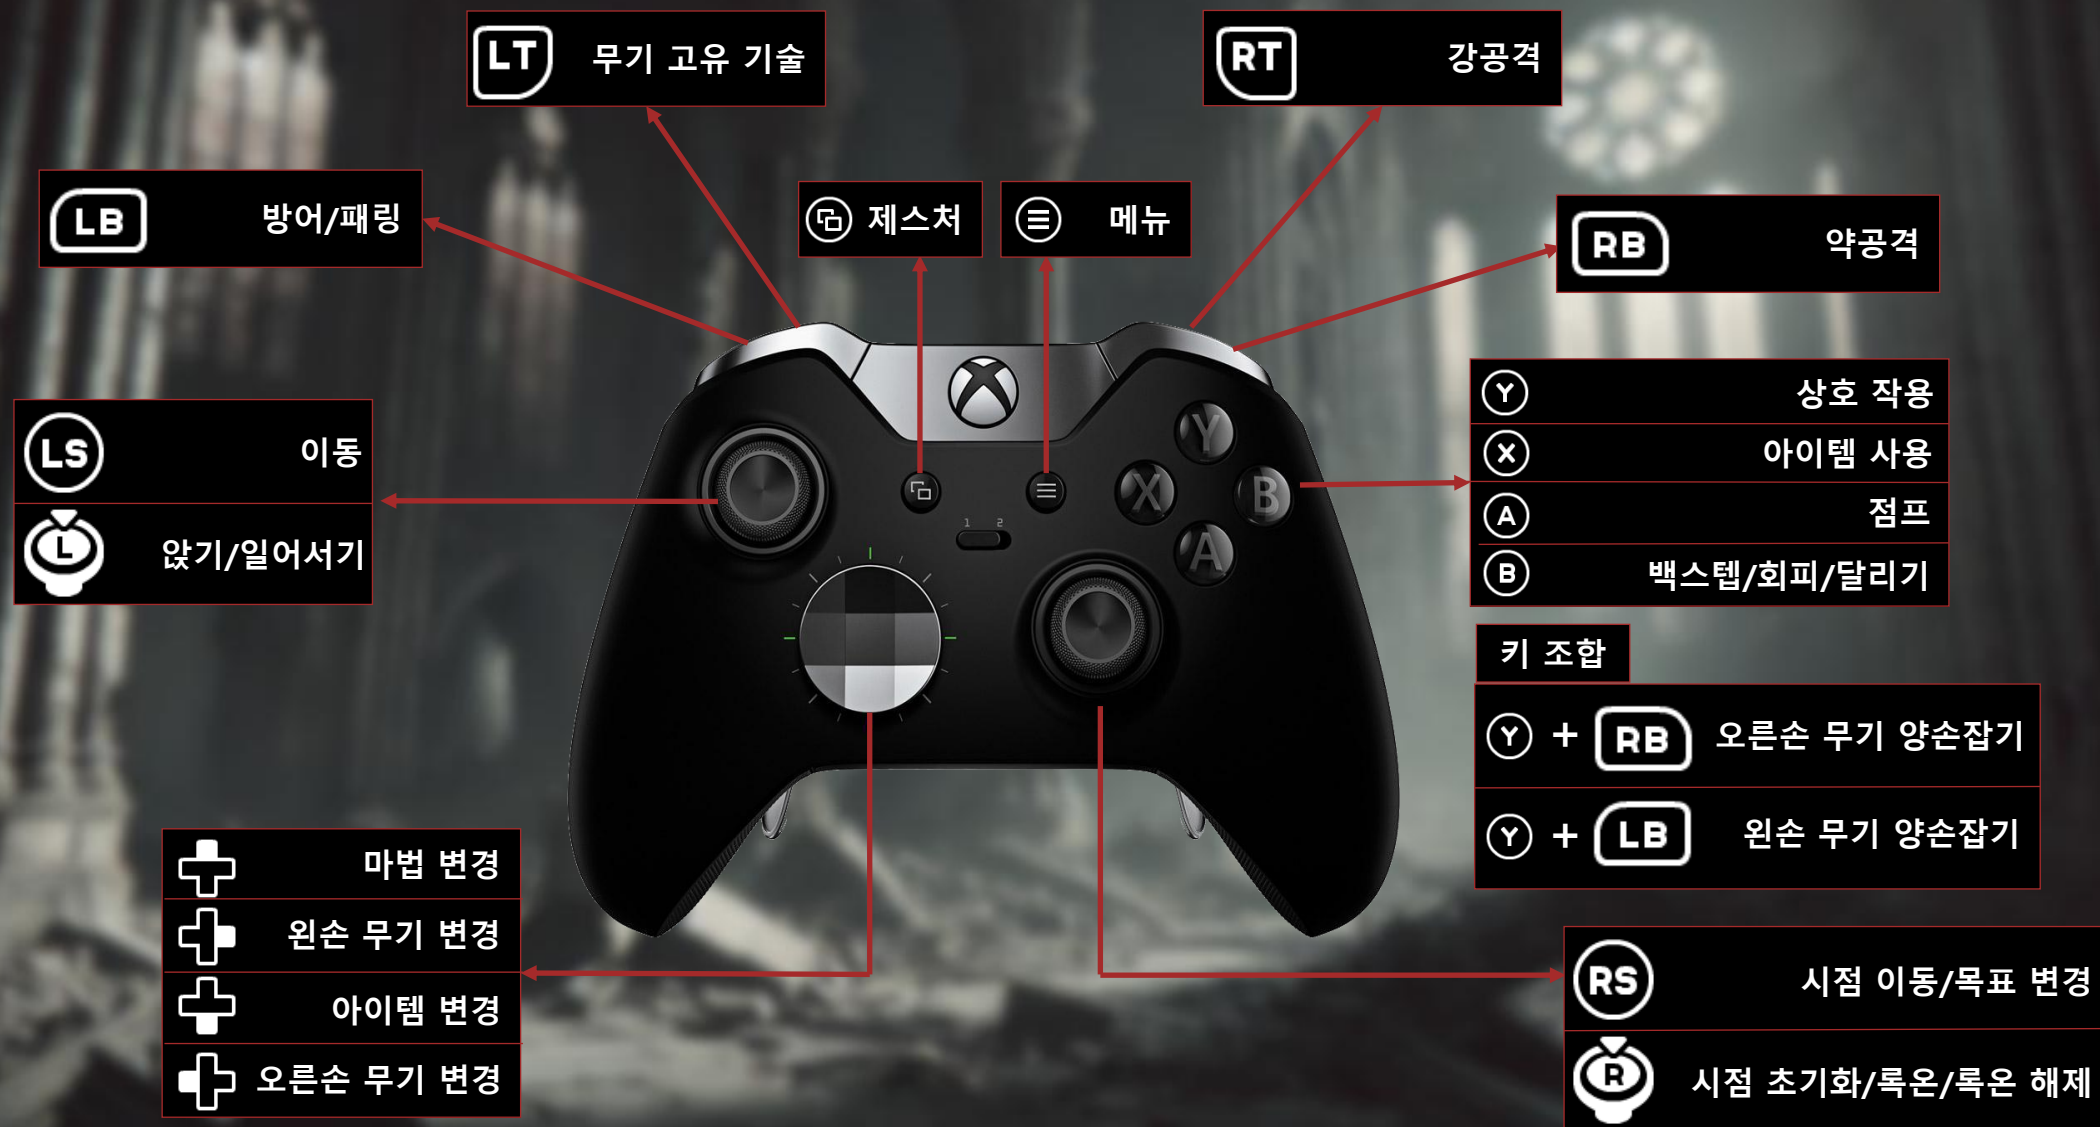 LT 무기 고유 기술
RT 강공격
LB 방어/패링
제스처
메뉴
RB 약공격
LS 이동
L 앉기/일어서기
Y 상호 작용
X 아이템 사용
A 점프
B 백스텝/회피/달리기
Y
X
B
A
1 2
키 조합
Y + RB 오른손 무기 양손잡기
Y + LB 왼손 무기 양손잡기
마법 변경
왼손 무기 변경
아이템 변경
오른손 무기 변경
RS 시점 이동/목표 변경
R 시점 초기화/록온/록온 해제